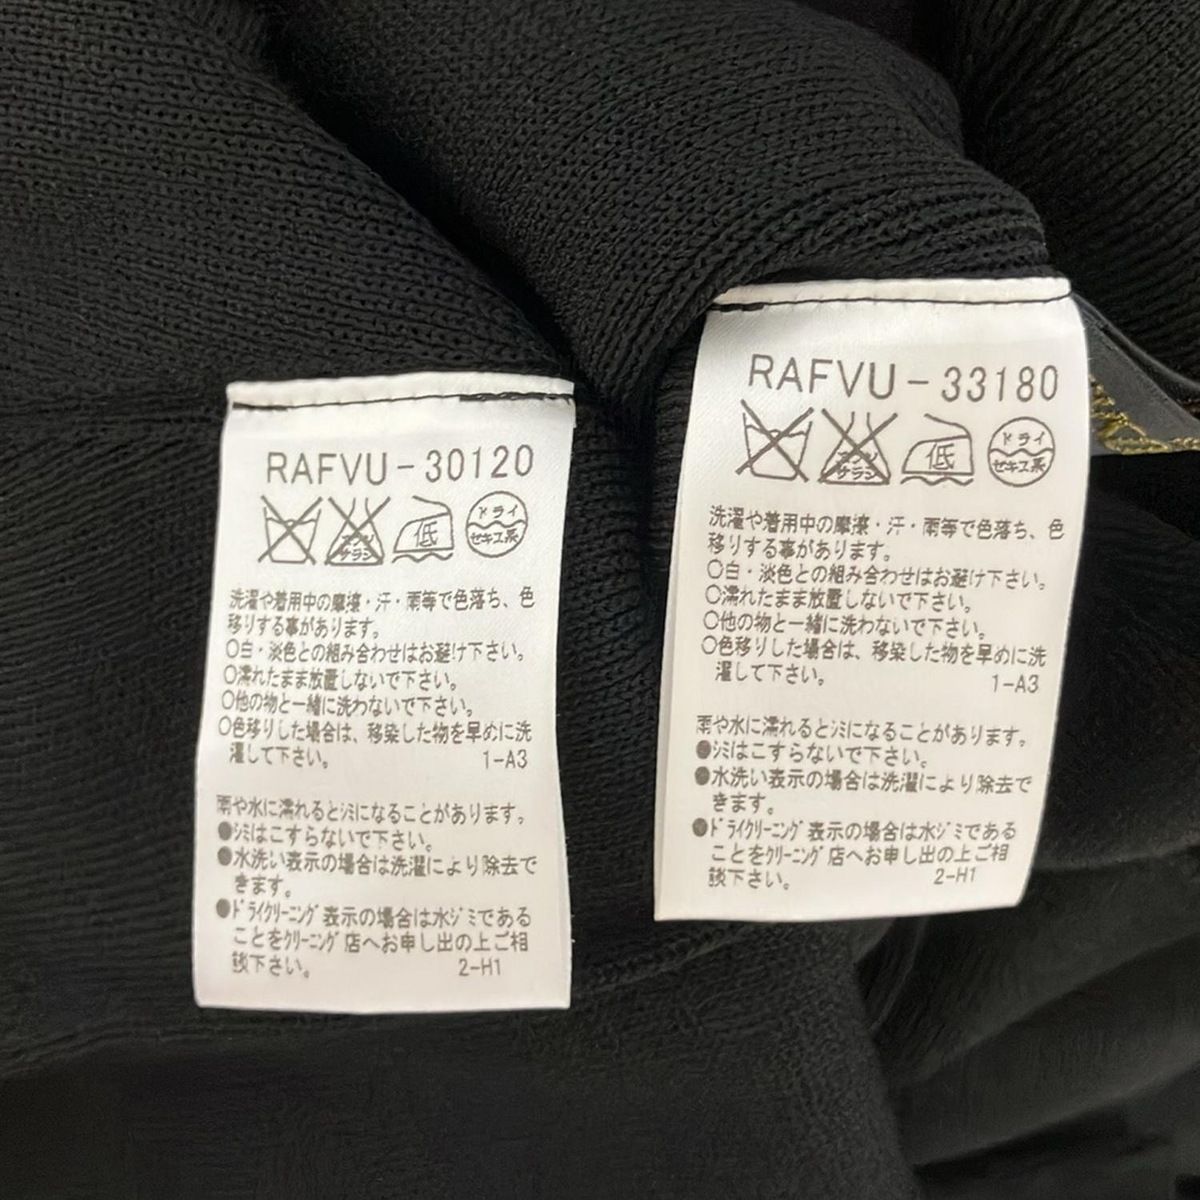 RAFVU-30120
エンソ
サラシ
低
ドライ
セキユ系
洗濯や着用中の摩擦・汗・雨等で色落ち、色
移りする事があります。
○白・淡色との組み合わせはお避け下さい。
○濡れたまま放置しないで下さい。
○他の物と一緒に洗わないで下さい。
○色移りした場合は、移染した物を早めに洗
濯して下さい。 1-A3
雨や水に濡れるとシミになることがあります。
●シミはこすらないで下さい。
●水洗い表示の場合は洗濯により除去で
きます。
●ドライクリーニング表示の場合は水ジミである
ことをクリーニング店へお申し出の上ご相
談下さい。 2-H1
RAFVU-33180
エンソ
サラシ
低
ドライ
セキユ系
洗濯や着用中の摩擦・汗・雨等で色落ち、色
移りする事があります。
○白・淡色との組み合わせはお避け下さい。
○濡れたまま放置しないで下さい。
○他の物と一緒に洗わないで下さい。
○色移りした場合は、移染した物を早めに洗
濯して下さい。 1-A3
雨や水に濡れるとシミになることがあります。
●シミはこすらないで下さい。
●水洗い表示の場合は洗濯により除去で
きます。
●ドライクリーニング表示の場合は水ジミである
ことをクリーニング店へお申し出の上ご相
談下さい。 2-H1